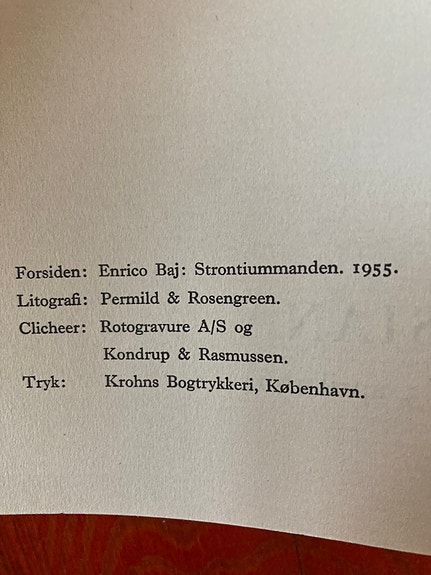 Forsiden: Enrico Baj: Strontiummanden. 1955.
Litografi: Permild & Rosengreen.
Clicheer: Rotogravure A/S og
Kondrup & Rasmussen.
Tryk: Krohns Bogtrykkeri, København.